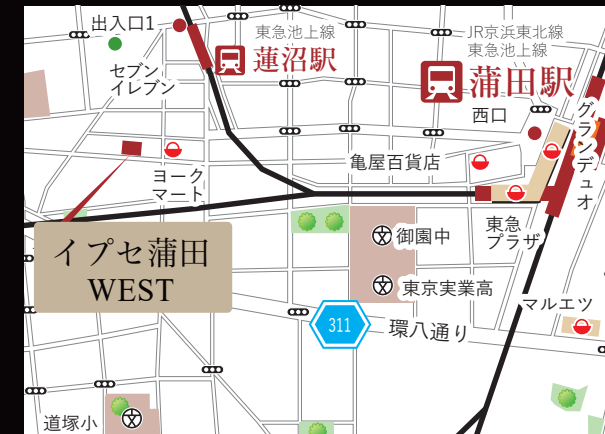 出入口1
東急池上線
蓮沼駅
JR京浜東北線
東急池上線
蒲田駅
セブン
イレブン
西口
グランデュオ
ヨーク
マート
亀屋百貨店
イプセ蒲田
WEST
御園中
東急
プラザ
東京実業高
マルエツ
311
環八通り
道塚小